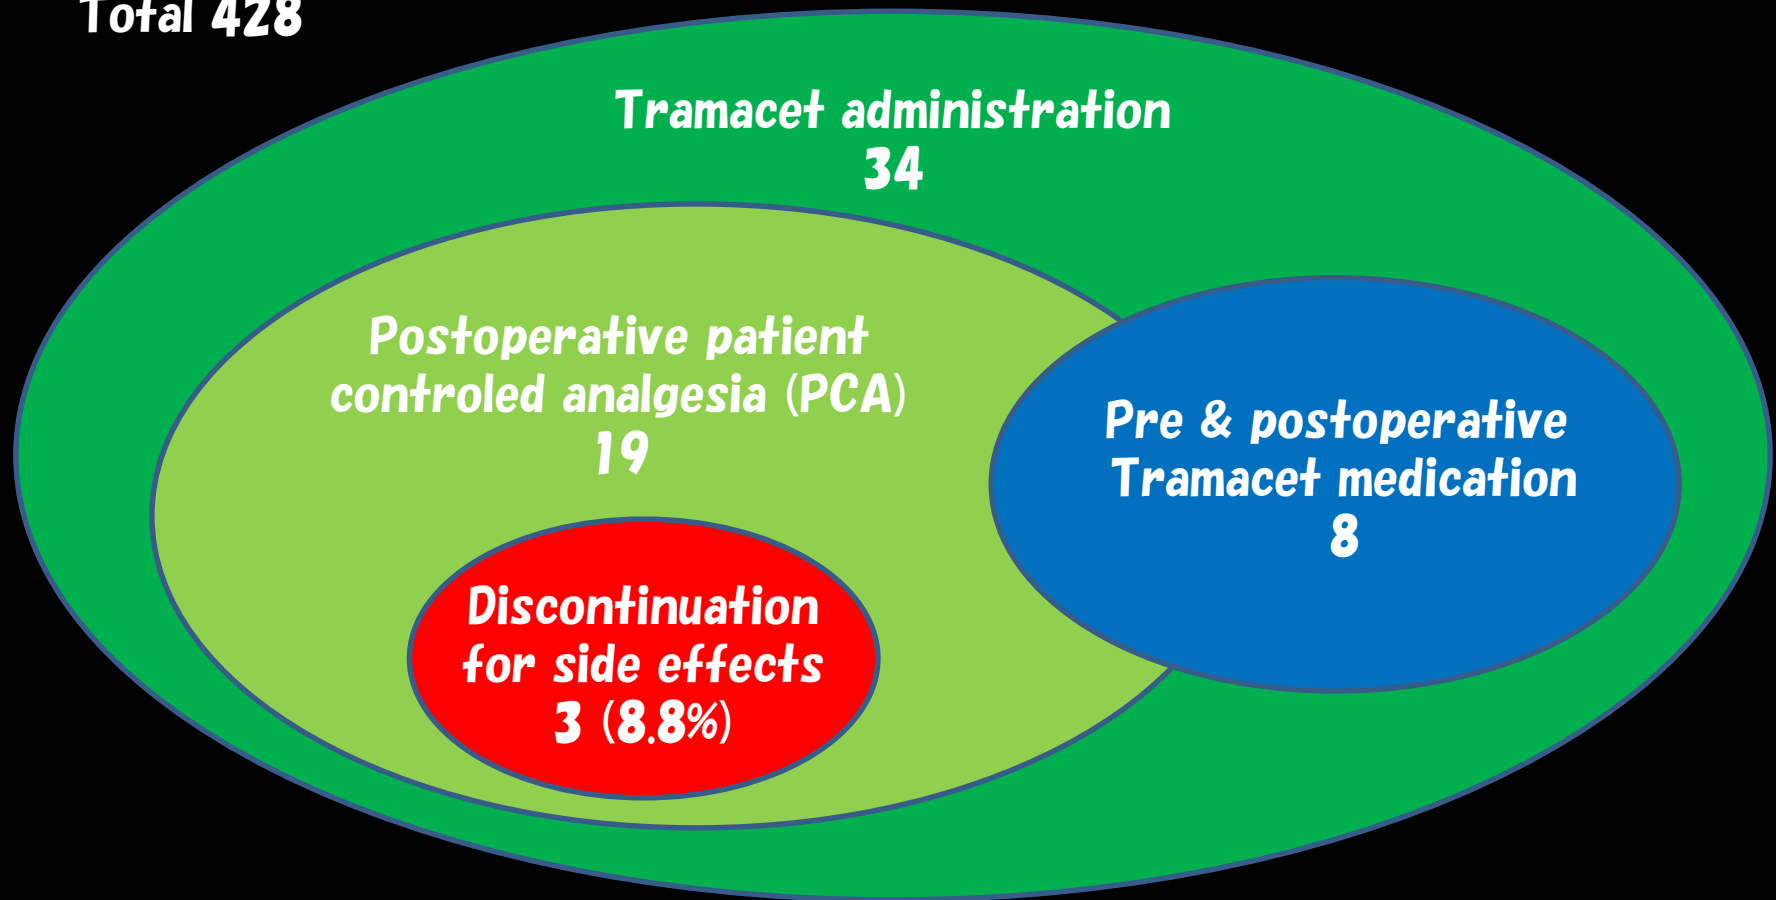 Total 428
Tramacet administration
34
Postoperative patient
controled analgesia (PCA)
19
Pre & postoperative
Tramacet medication
8
Discontinuation
for side effects
3 (8.8%)